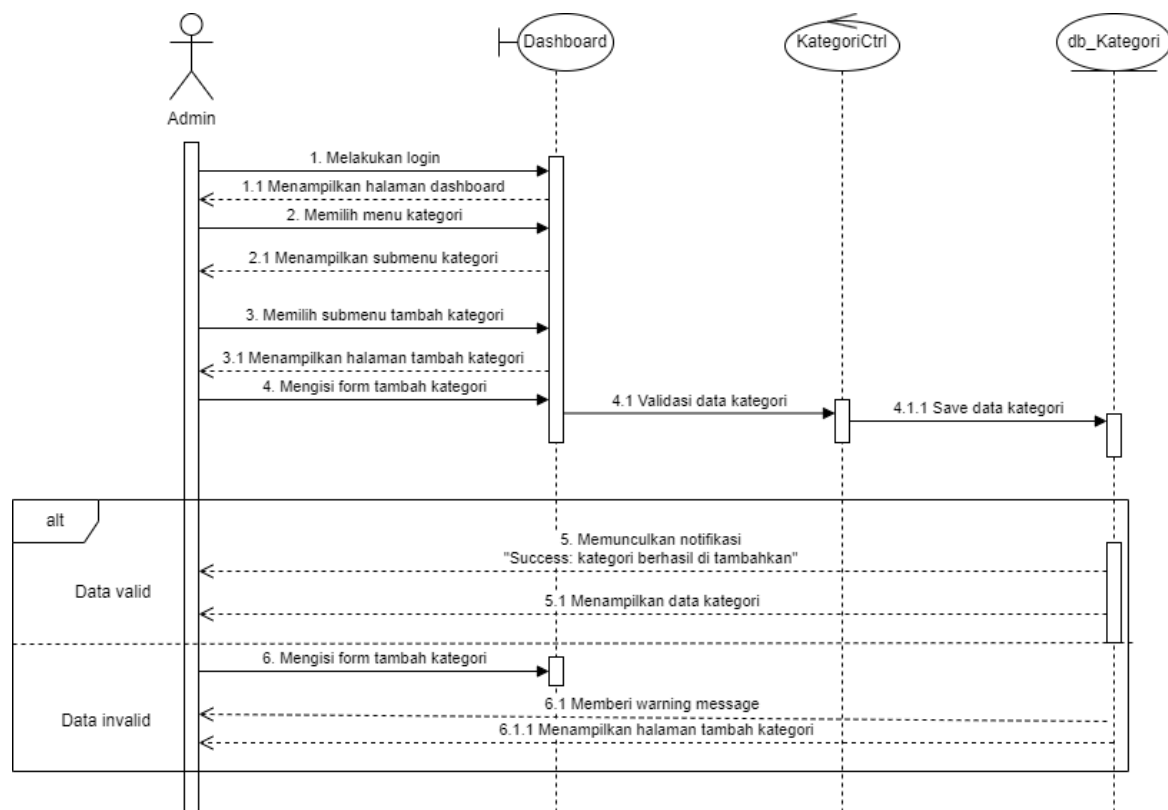 Dashboard
KategoriCtrl
db_Kategori
Admin
1. Melakukan login
1.1 Menampilkan halaman dashboard
2. Memilih menu kategori
2.1 Menampilkan submenu kategori
3. Memilih submenu tambah kategori
3.1 Menampilkan halaman tambah kategori
4. Mengisi form tambah kategori
4.1 Validasi data kategori
4.1.1 Save data kategori
alt
5. Memunculkan notifikasi
"Success: kategori berhasil di tambahkan"
Data valid
5.1 Menampilkan data kategori
6. Mengisi form tambah kategori
6.1 Memberi warning message
Data invalid
6.1.1 Menampilkan halaman tambah kategori